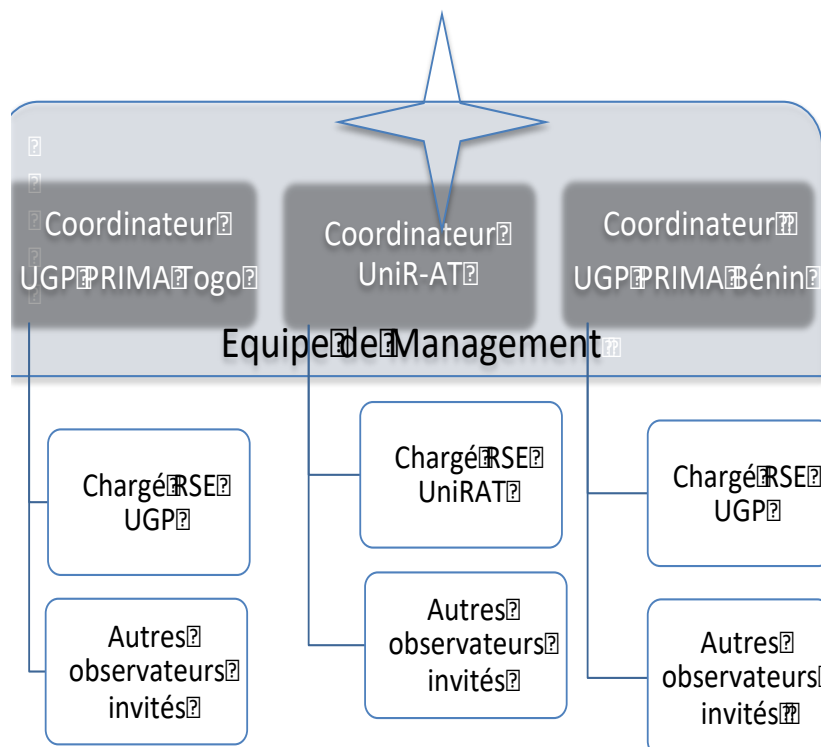 Coordinateur
UGP PRIMA Togo
Coordinateur
UniR-AT
Coordinateur
UGP PRIMA Bénin
Equipe de Management
Chargé RSE
UGP
Chargé RSE
UniRAT
Chargé RSE
UGP
Autres
observateurs
invités
Autres
observateurs
invités
Autres
observateurs
invités